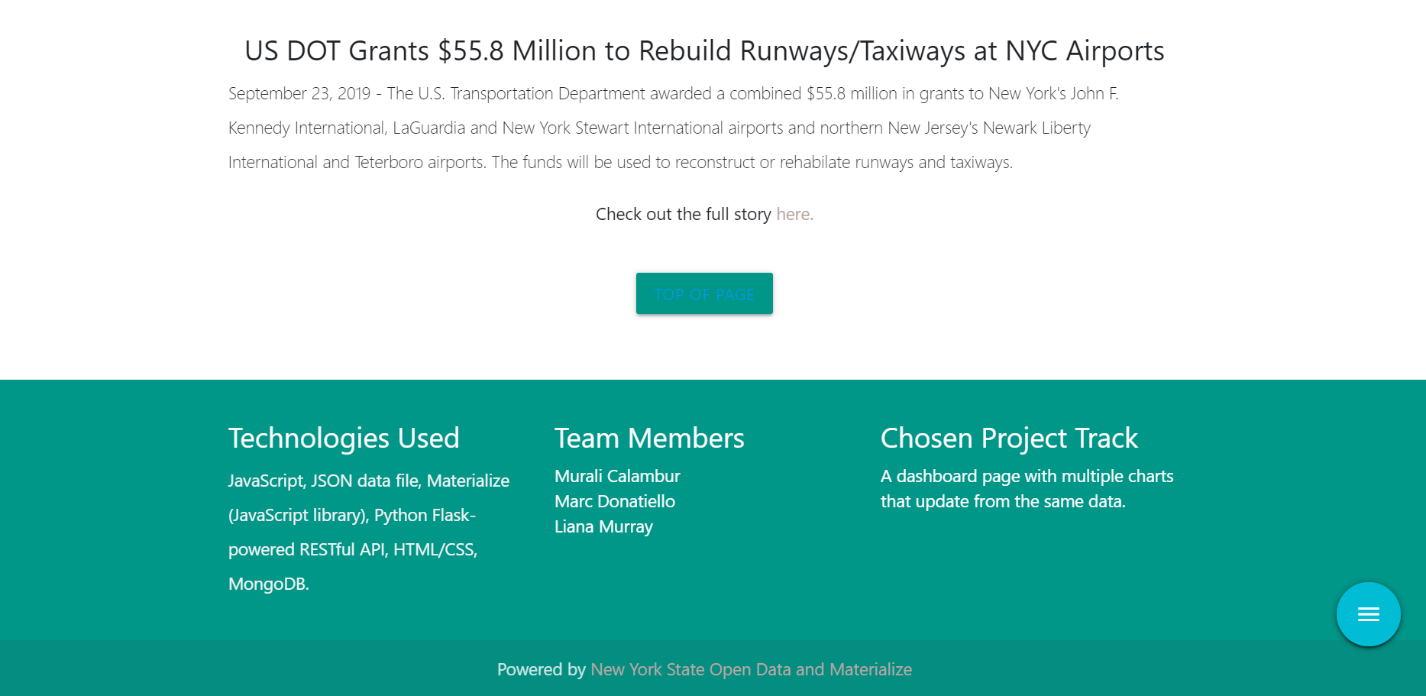 US DOT Grants $55.8 Million to Rebuild Runways/Taxiways at NYC Airports
September 23, 2019 - The U.S. Transportation Department awarded a combined $55.8 million in grants to New York's John F.
Kennedy International, LaGuardia and New York Stewart International airports and northern New Jersey's Newark Liberty
International and Teterboro airports. The funds will be used to reconstruct or rehabilate runways and taxiways.
Check out the full story here.
TOP OF PAGE
Technologies Used
JavaScript, JSON data file, Materialize
(JavaScript library), Python Flask-
powered RESTful API, HTML/CSS,
MongoDB.
Team Members
Murali Calambur
Marc Donatiello
Liana Murray
Chosen Project Track
A dashboard page with multiple charts
that update from the same data.
Powered by New York State Open Data and Materialize